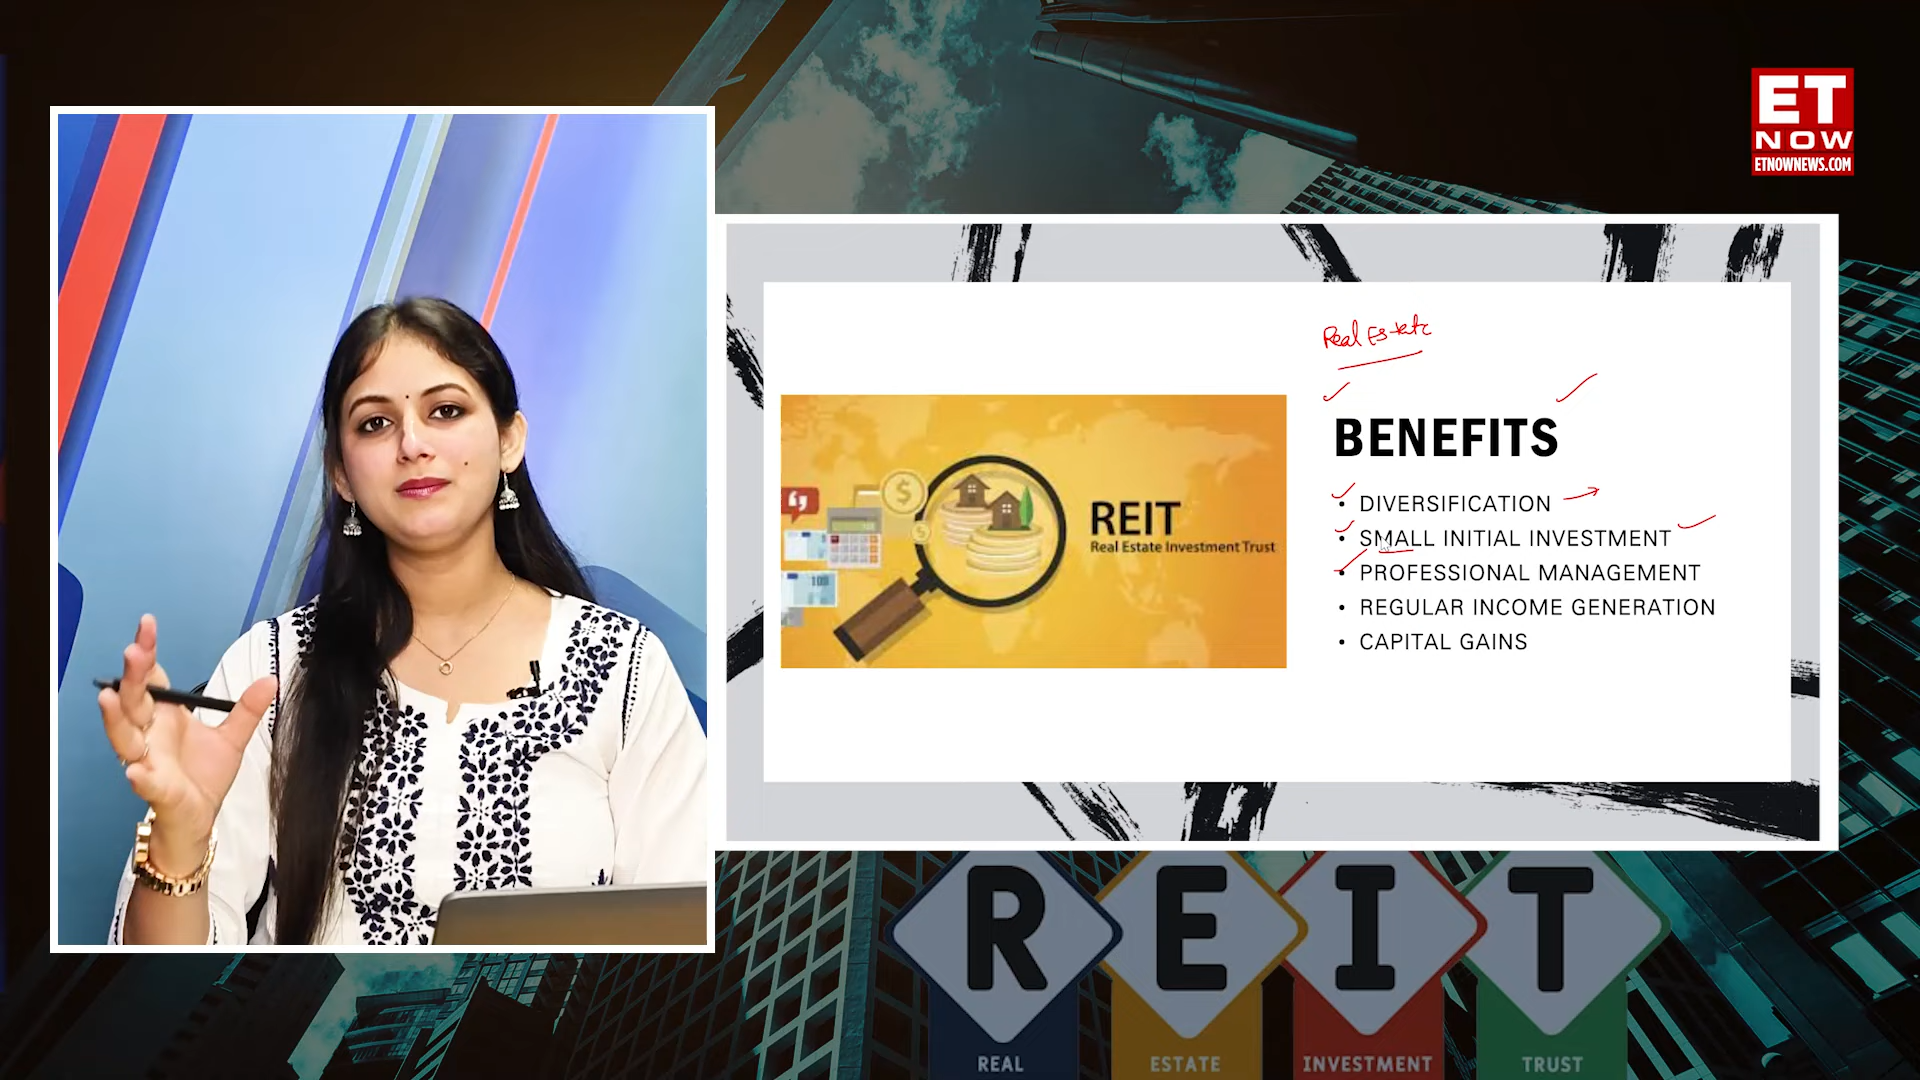 ET
NOW
ETNOWNEWS.COM
Real Estate
BENEFITS
• DIVERSIFICATION
• SMALL INITIAL INVESTMENT
• PROFESSIONAL MANAGEMENT
• REGULAR INCOME GENERATION
• CAPITAL GAINS
$
REIT
Real Estate Investment Trust
100
R E I T
REAL ESTATE INVESTMENT TRUST